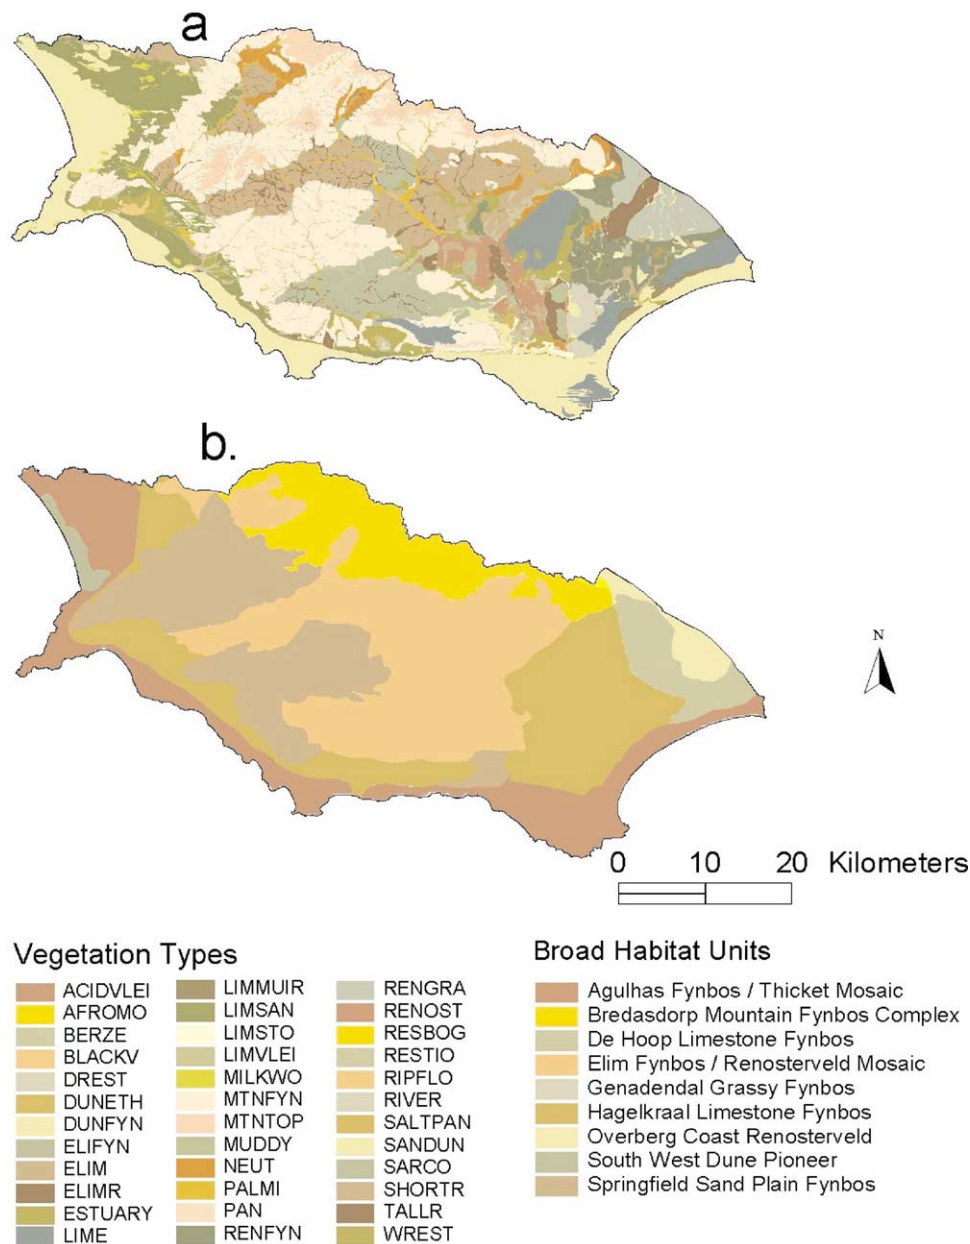 a
b.
N
0 10 20 Kilometers
Vegetation Types
ACIDVLEI
AFROMO
BERZE
BLACKV
DREST
DUNETH
DUNFYN
ELIFYN
ELIM
ELIMR
ESTUARY
LIME
LIMMUIR
LIMSAN
LIMSTO
LIMVLEI
MILKWO
MTNFYN
MTNTOP
MUDDY
NEUT
PALMI
PAN
RENFYN
RENGRA
RENOST
RESBOG
RESTIO
RIPFLO
RIVER
SALTPAN
SANDUN
SARCO
SHORTR
TALLR
WREST
Broad Habitat Units
Agulhas Fynbos / Thicket Mosaic
Bredasdorp Mountain Fynbos Complex
De Hoop Limestone Fynbos
Elim Fynbos / Renosterveld Mosaic
Genadendal Grassy Fynbos
Hagelkraal Limestone Fynbos
Overberg Coast Renosterveld
South West Dune Pioneer
Springfield Sand Plain Fynbos